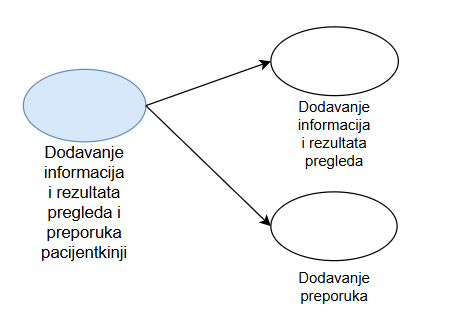 Dodavanje
informacija
i rezultata
pregleda i
preporuka
pacijentkinji
Dodavanje
informacija
i rezultata
pregleda
Dodavanje
preporuka